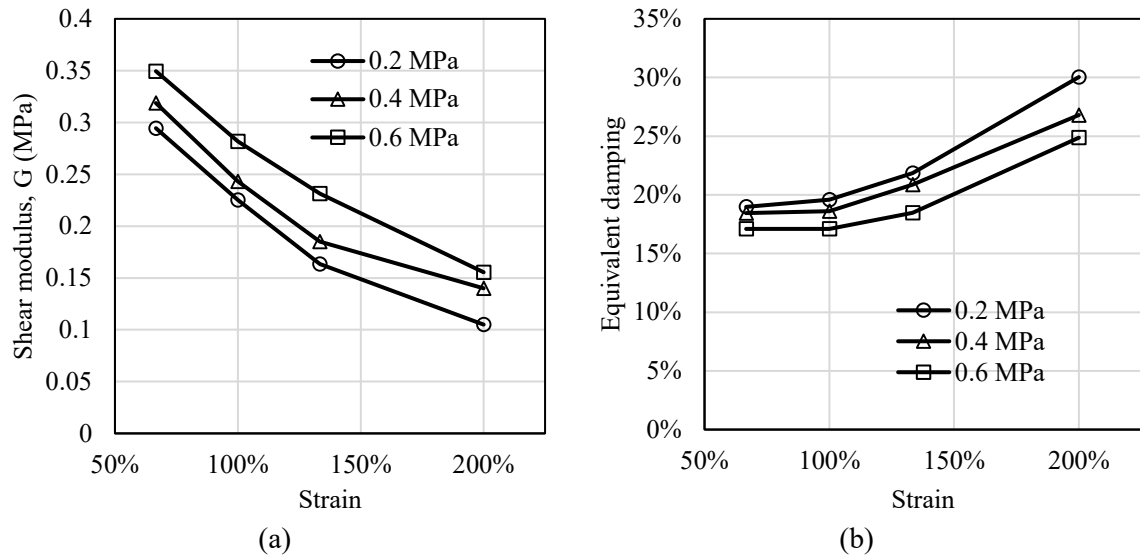 Shear modulus, G (MPa)
0.4
0.35
0.3
0.25
0.2
0.15
0.1
0.05
0
0.2 MPa
0.4 MPa
0.6 MPa
50%
100%
150%
200%
Strain
(a)
Equivalent damping
35%
30%
25%
20%
15%
10%
5%
0%
0.2 MPa
0.4 MPa
0.6 MPa
50%
100%
150%
200%
Strain
(b)